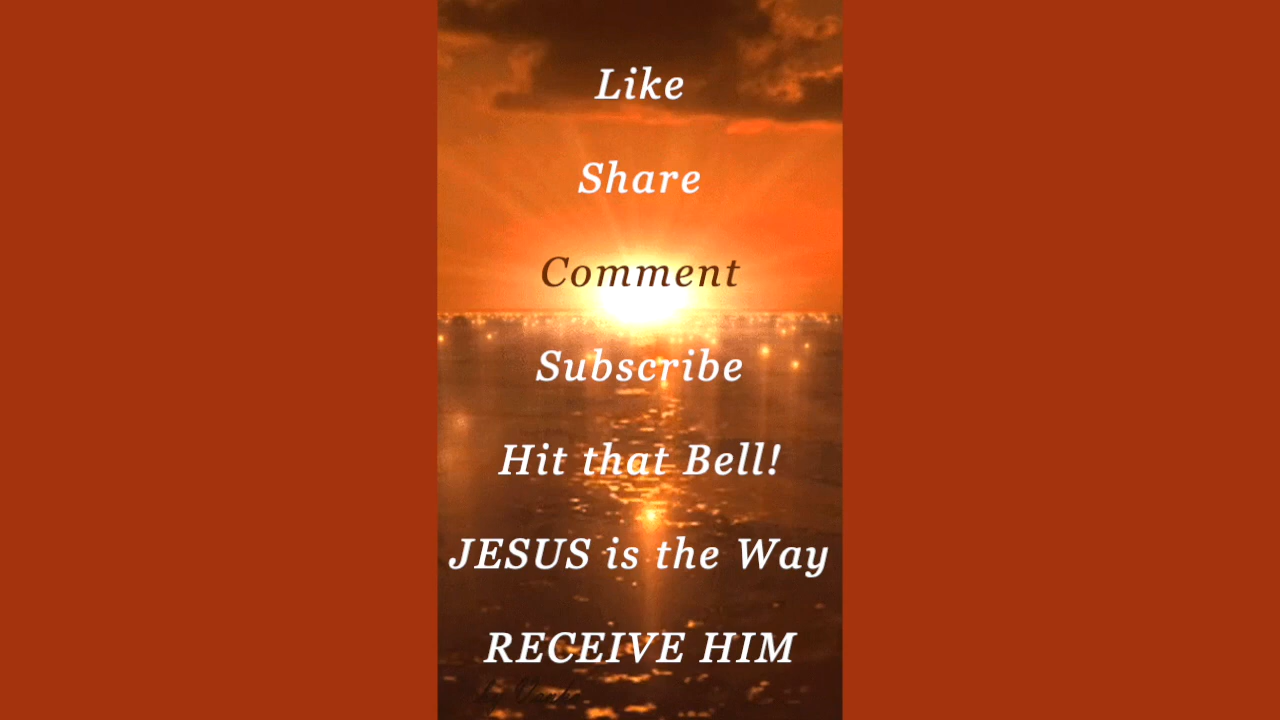 Like
Share
Comment
Subscribe
Hit that Bell!
JESUS is the Way
RECEIVE HIM